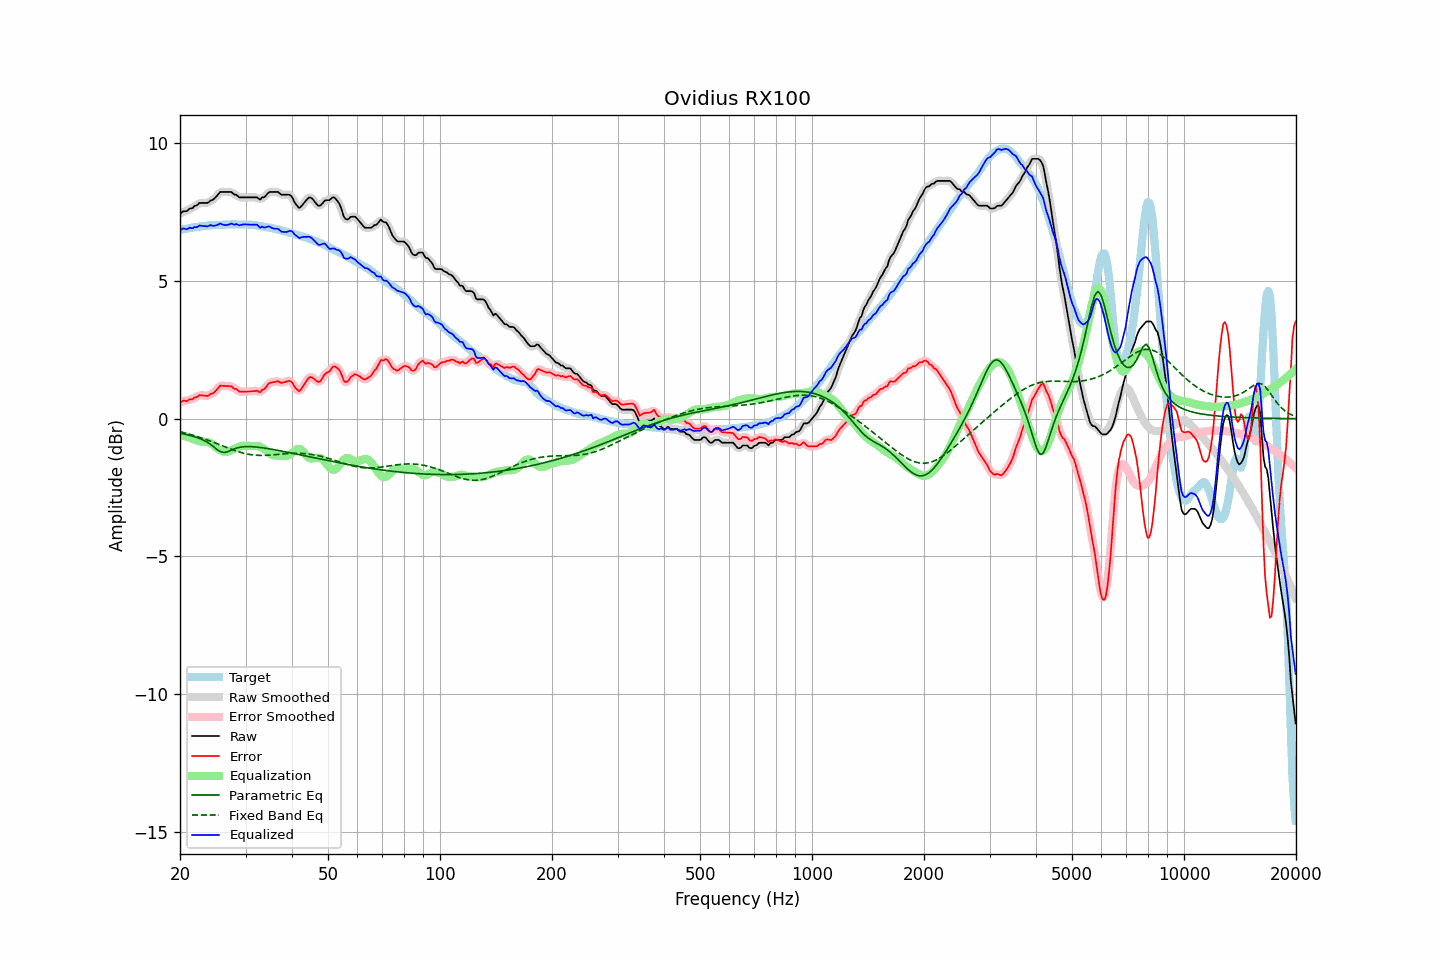 Ovidius RX100
Amplitude (dBr)
10
5
0
−5
−10
−15
Target
Raw Smoothed
Error Smoothed
Raw
Error
Equalization
Parametric Eq
Fixed Band Eq
Equalized
20 50 100 200 500 1000 2000 5000 10000 20000
Frequency (Hz)